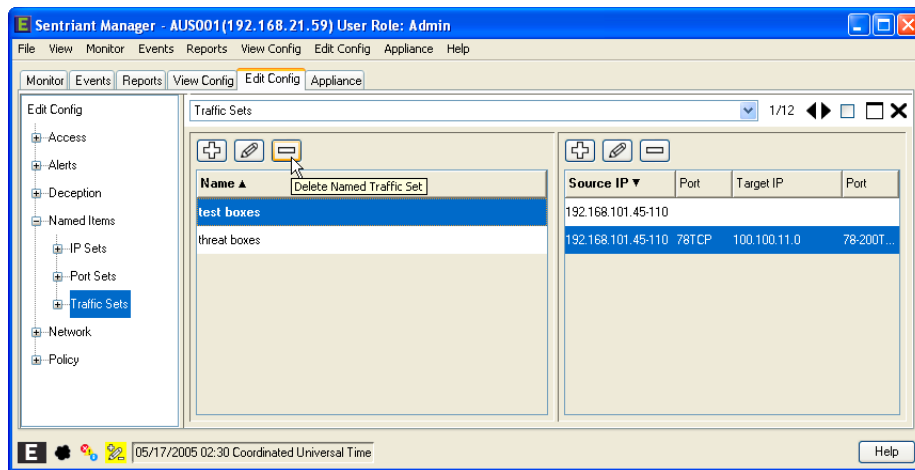 E Sentriant Manager - AUS001(192.168.21.59) User Role: Admin
File View Monitor Events Reports View Config Edit Config Appliance Help
Monitor Events Reports View Config Edit Config Appliance
Edit Config
Access
Alerts
Deception
Named Items
IP Sets
Port Sets
Traffic Sets
Network
Policy
Traffic Sets 1/12
Name ▲
Delete Named Traffic Set
test boxes
threat boxes
Source IP ▼ Port Target IP Port
192.168.101.45-110
192.168.101.45-110 78TCP 100.100.11.0 78-200T...
E 05/17/2005 02:30 Coordinated Universal Time Help